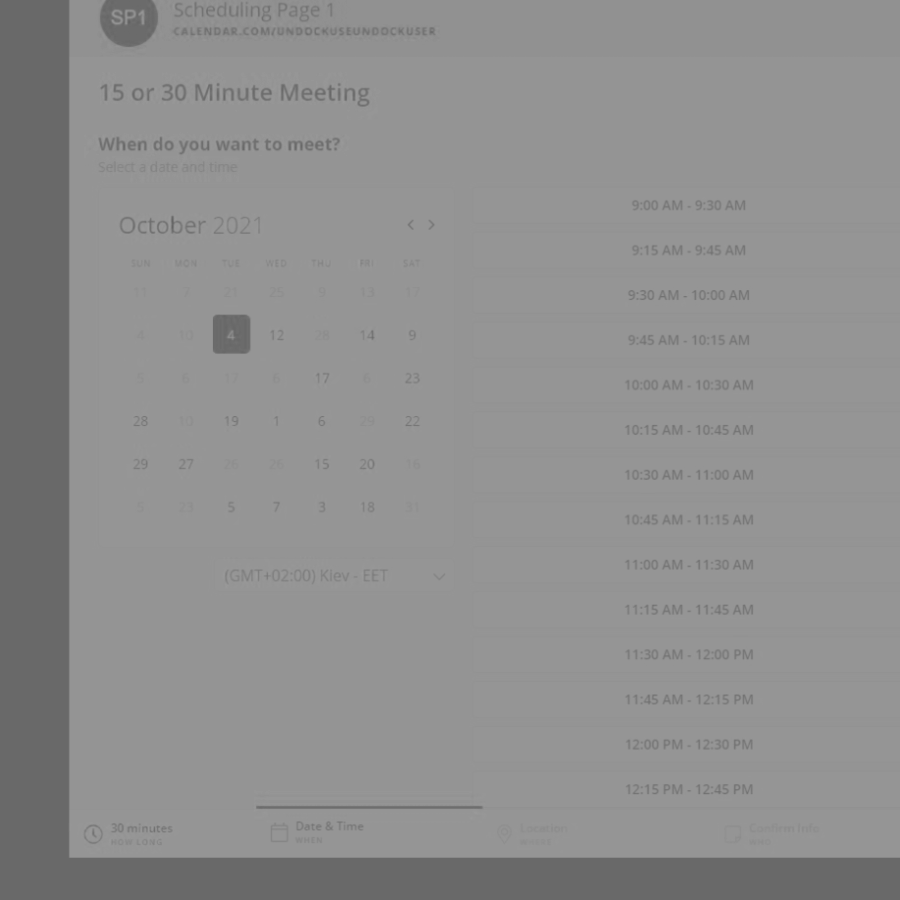 SP1
Scheduling Page 1
CALENDAR.COM/UNDOCKUSEUNDOCKUSER
15 or 30 Minute Meeting
When do you want to meet?
Select a date and time
October 2021
SUN MON TUE WED THU FRI SAT
11 7 21 25 9 13 17
4 10 4 12 28 14 9
5 6 17 6 17 6 23
28 19 1 6 29 22
29 27 26 15 20 16
5 23 5 7 3 18 31
(GMT+02:00) Kiev - EET
9:00 AM - 9:30 AM
9:15 AM - 9:45 AM
9:30 AM - 10:00 AM
9:45 AM - 10:15 AM
10:00 AM - 10:30 AM
10:15 AM - 10:45 AM
10:30 AM - 11:00 AM
10:45 AM - 11:15 AM
11:00 AM - 11:30 AM
11:15 AM - 11:45 AM
11:30 AM - 12:00 PM
11:45 AM - 12:15 PM
12:00 PM - 12:30 PM
12:15 PM - 12:45 PM
30 minutes
HOW LONG
Date & Time
WHEN
Location
WHERE
Confirm Info
WHO